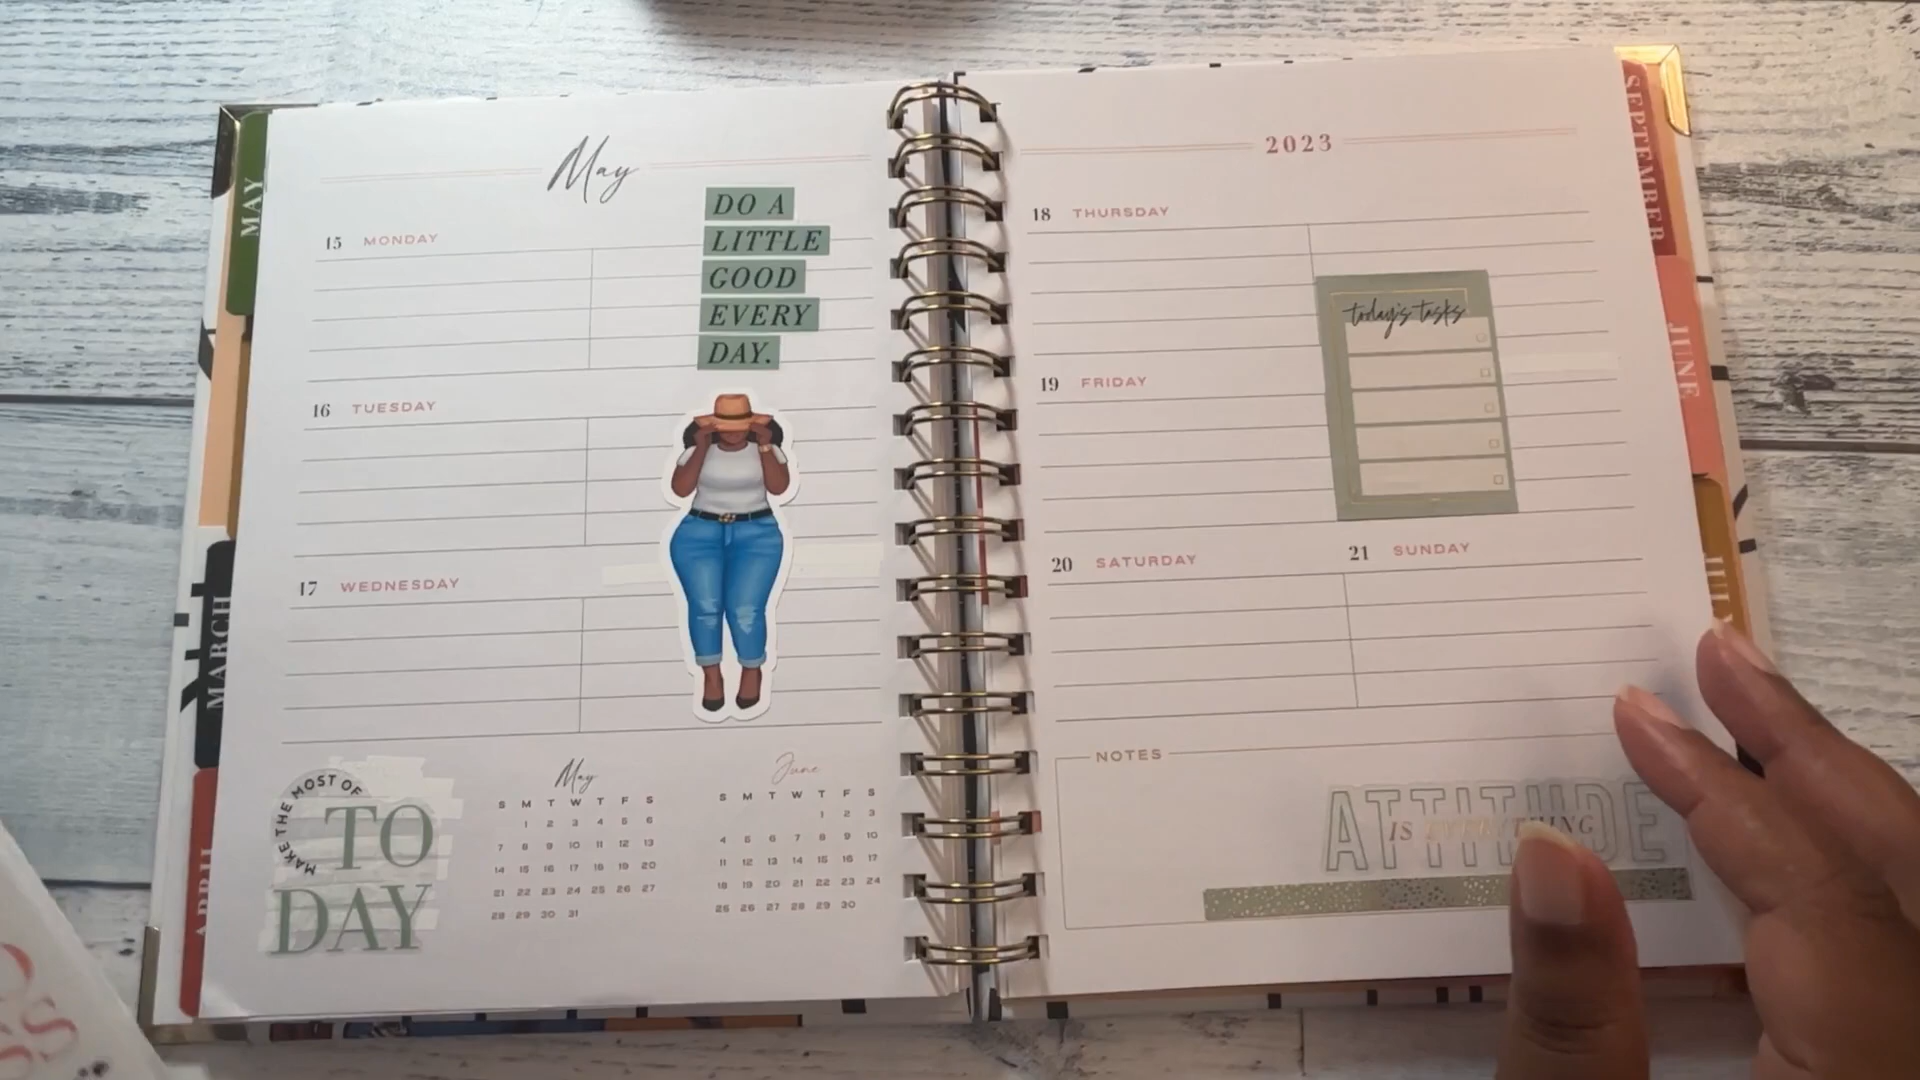 May
15 MONDAY
DO A
LITTLE
GOOD
EVERY
DAY.
16 TUESDAY
17 WEDNESDAY
MAKE THE MOST OF
TO
DAY
May
S M T W T F S
1 2 3 4 5 6
7 8 9 10 11 12 13
14 15 16 17 18 19 20
21 22 23 24 25 26 27
28 29 30 31
June
S M T W T F S
1 2 3
4 5 6 7 8 9 10
11 12 13 14 15 16 17
18 19 20 21 22 23 24
25 26 27 28 29 30
2023
18 THURSDAY
today's tasks
19 FRIDAY
20 SATURDAY
21 SUNDAY
NOTES
ATTITUDE
IS EVERYTHING
MAY
MARCH
APRIL
SEPTEMBER
JUNE
JULY